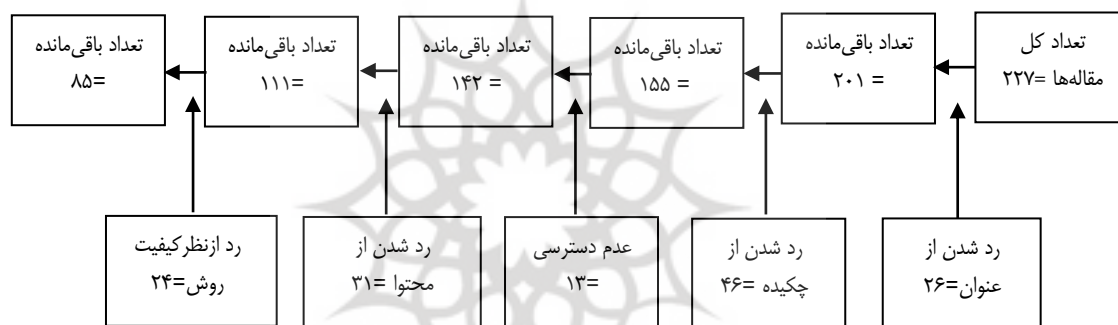 تعداد کل
مقاله‌ها =۲۲۷
تعداد باقی‌مانده
= ۲۰۱
تعداد باقی‌مانده
= ۱۵۵
تعداد باقی‌مانده
= ۱۴۲
تعداد باقی‌مانده
=۱۱۱
تعداد باقی‌مانده
=۸۵
رد شدن از
عنوان=۲۶
رد شدن از
چکیده =۴۶
عدم دسترسی
=۱۳
رد شدن از
محتوا =۳۱
رد ازنظرکیفیت
روش=۲۴